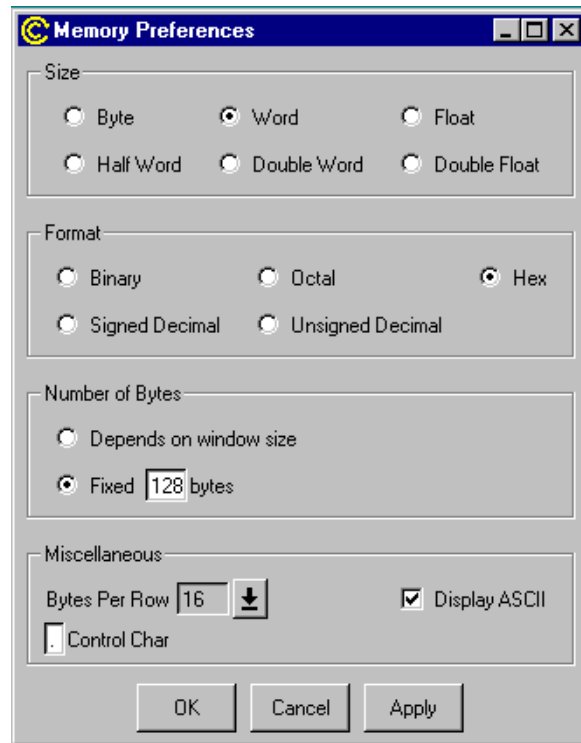 Memory Preferences
Size
Byte Word Float
Half Word Double Word Double Float
Format
Binary Octal Hex
Signed Decimal Unsigned Decimal
Number of Bytes
Depends on window size
Fixed 128 bytes
Miscellaneous
Bytes Per Row 16 Display ASCII
. Control Char
OK Cancel Apply